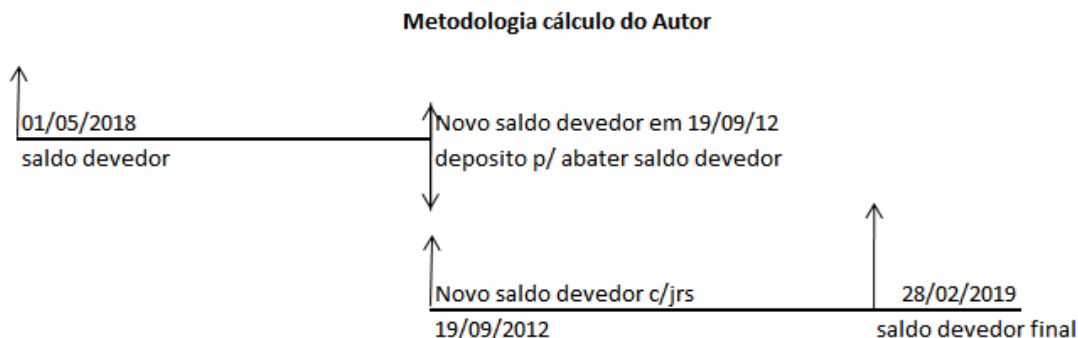 Metodologia cálculo do Autor
01/05/2018
saldo devedor
Novo saldo devedor em 19/09/12
deposito p/ abater saldo devedor
Novo saldo devedor c/jrs
19/09/2012
28/02/2019
saldo devedor final